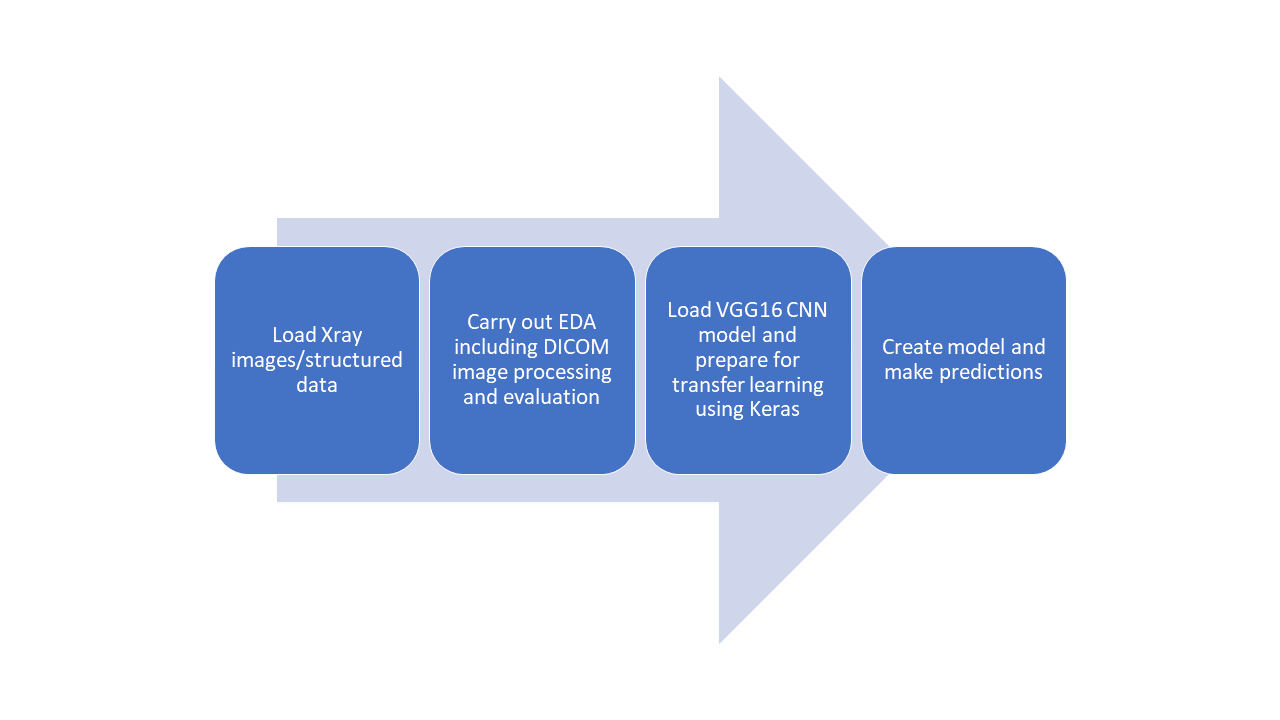 Load Xray
images/structured
data
Carry out EDA
including DICOM
image processing
and evaluation
Load VGG16 CNN
model and
prepare for
transfer learning
using Keras
Create model and
make predictions